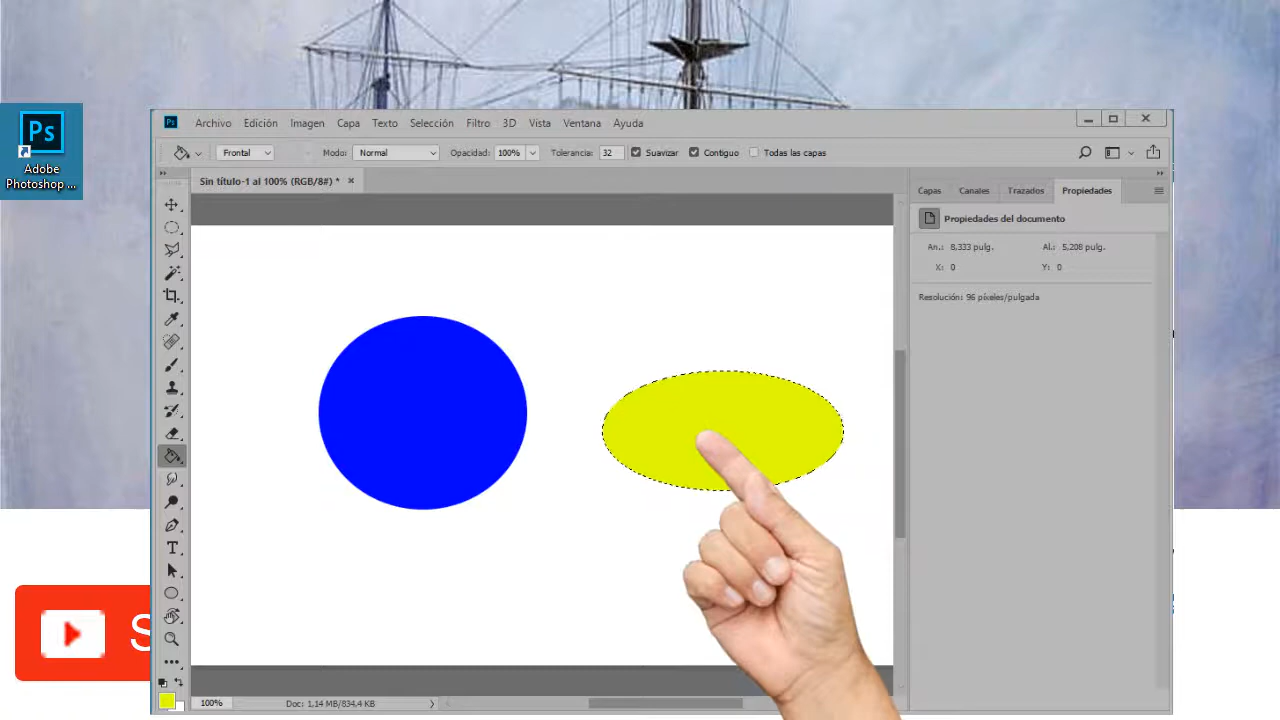 Ps
Adobe
Photoshop ...
Ps
Archivo Edición Imagen Capa Texto Selección Filtro 3D Vista Ventana Ayuda
Frontal Modo: Normal Opacidad: 100% Tolerancia: 32 Suavizar Contiguo Todas las capas
Sin título-1 al 100% (RGB/8#) *
Capas Canales Trazados Propiedades
Propiedades del documento
An.: 8,333 pulg. Al.: 5,208 pulg.
X: 0 Y: 0
Resolución: 96 píxeles/pulgada
S
100% Doc: 1,14 MB/834,4 KB